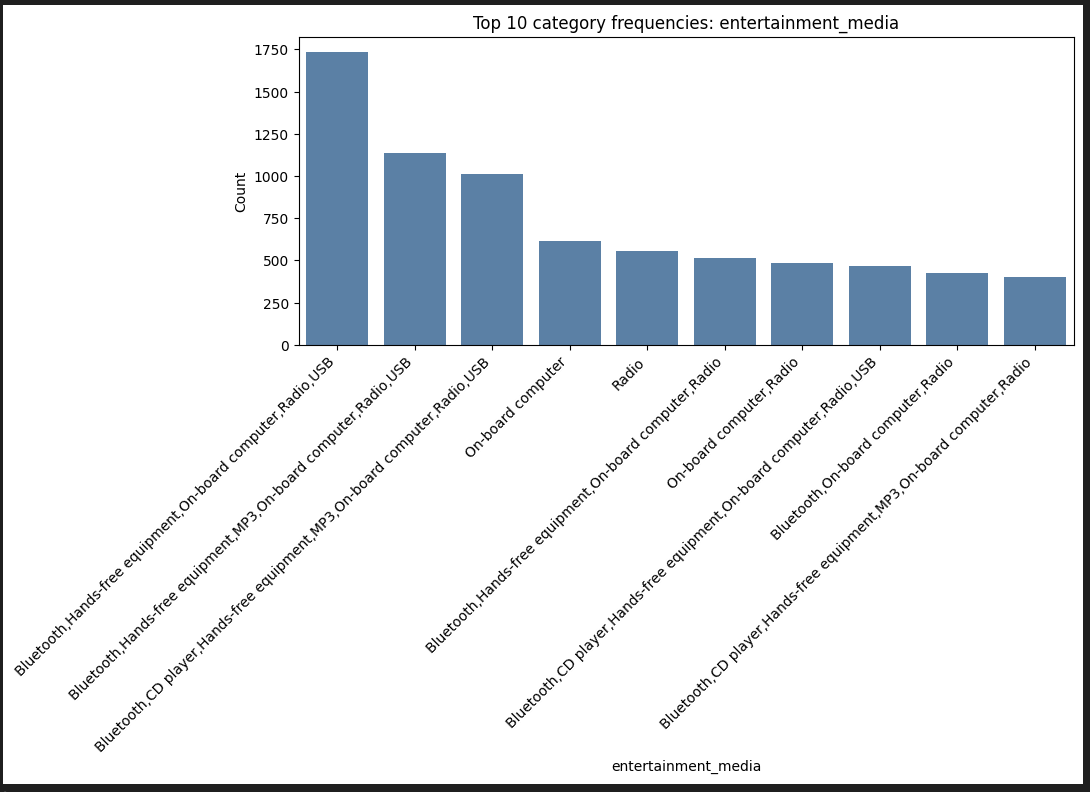 Top 10 category frequencies: entertainment_media
Count
1750
1500
1250
1000
750
500
250
0
Bluetooth,Hands-free equipment,On-board computer,Radio,USB
Bluetooth,Hands-free equipment,MP3,On-board computer,Radio,USB
Bluetooth,CD player,Hands-free equipment,MP3,On-board computer,Radio,USB
On-board computer
Radio
Bluetooth,Hands-free equipment,On-board computer,Radio
On-board computer,Radio
Bluetooth,CD player,Hands-free equipment,On-board computer,Radio,USB
Bluetooth,On-board computer,Radio
Bluetooth,CD player,Hands-free equipment,MP3,On-board computer,Radio
entertainment_media